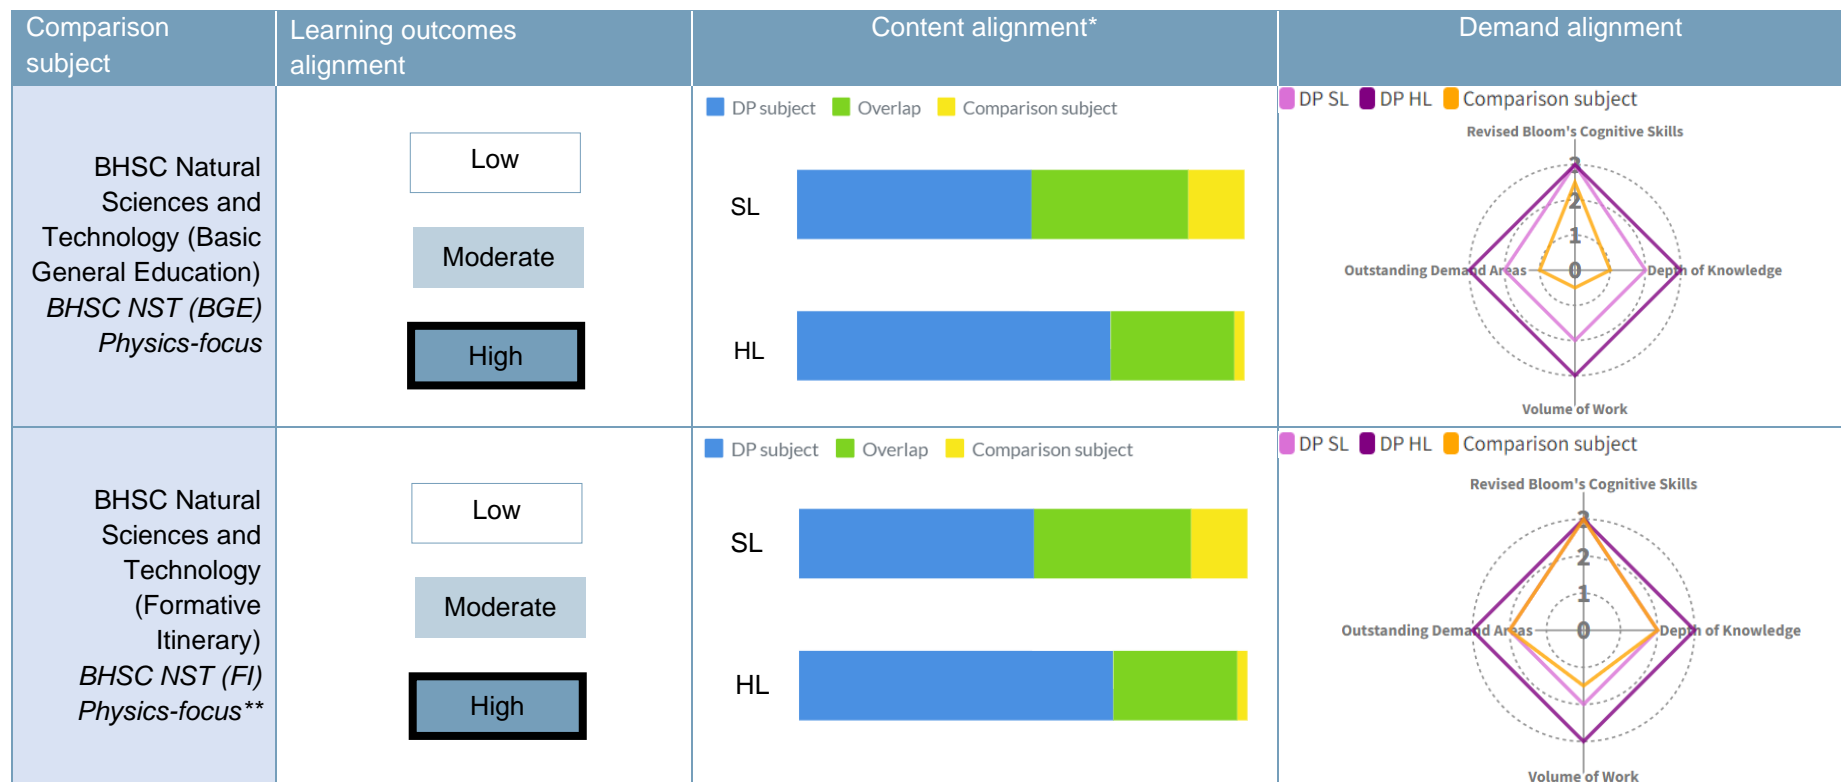 Comparison
subject
Learning outcomes
alignment
Content alignment*
Demand alignment
BHSC Natural
Sciences and
Technology (Basic
General Education)
BHSC NST (BGE)
Physics-focus
Low
Moderate
High
DP subject Overlap Comparison subject
SL
HL
DP SL DP HL Comparison subject
Revised Bloom's Cognitive Skills
3
2
1
Outstanding Demand Areas 0 Depth of Knowledge
Volume of Work
BHSC Natural
Sciences and
Technology
(Formative
Itinerary)
BHSC NST (FI)
Physics-focus**
Low
Moderate
High
DP subject Overlap Comparison subject
SL
HL
DP SL DP HL Comparison subject
Revised Bloom's Cognitive Skills
3
2
1
Outstanding Demand Areas 0 Depth of Knowledge
Volume of Work